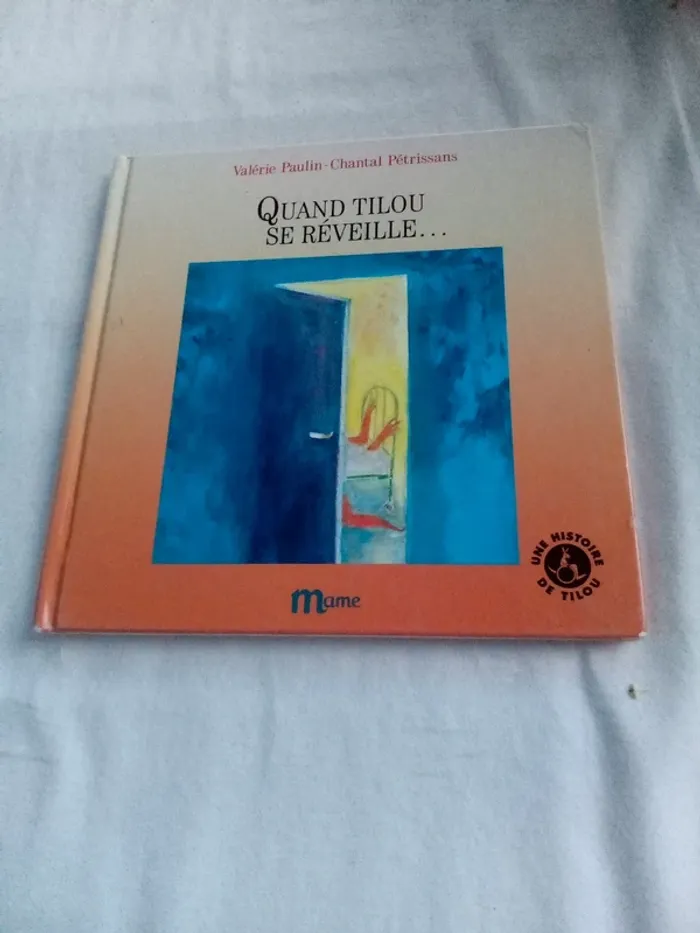 Valérie Paulin-Chantal Pétrissans
QUAND TILOU
SE RÉVEILLE...
mame
UNE HISTOIRE
DE TILOU